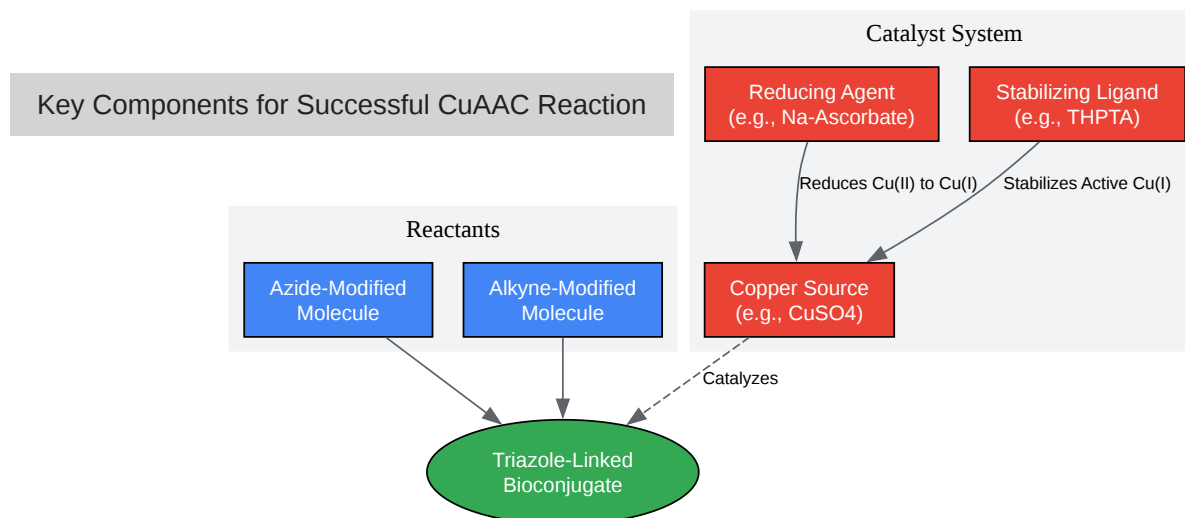 Key Components for Successful CuAAC Reaction
Catalyst System
Reducing Agent
(e.g., Na-Ascorbate)
Stabilizing Ligand
(e.g., THPTA)
Reduces Cu(II) to Cu(I)
Stabilizes Active Cu(I)
Reactants
Azide-Modified
Molecule
Alkyne-Modified
Molecule
Copper Source
(e.g., CuSO4)
Catalyzes
Triazole-Linked
Bioconjugate